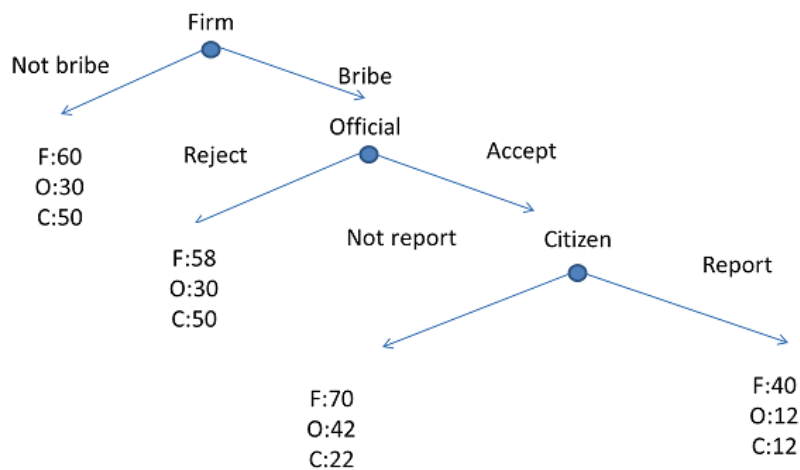 Firm
Not bribe
Bribe
Official
F:60
O:30
C:50
Reject
Accept
Not report
Citizen
Report
F:58
O:30
C:50
F:70
O:42
C:22
F:40
O:12
C:12